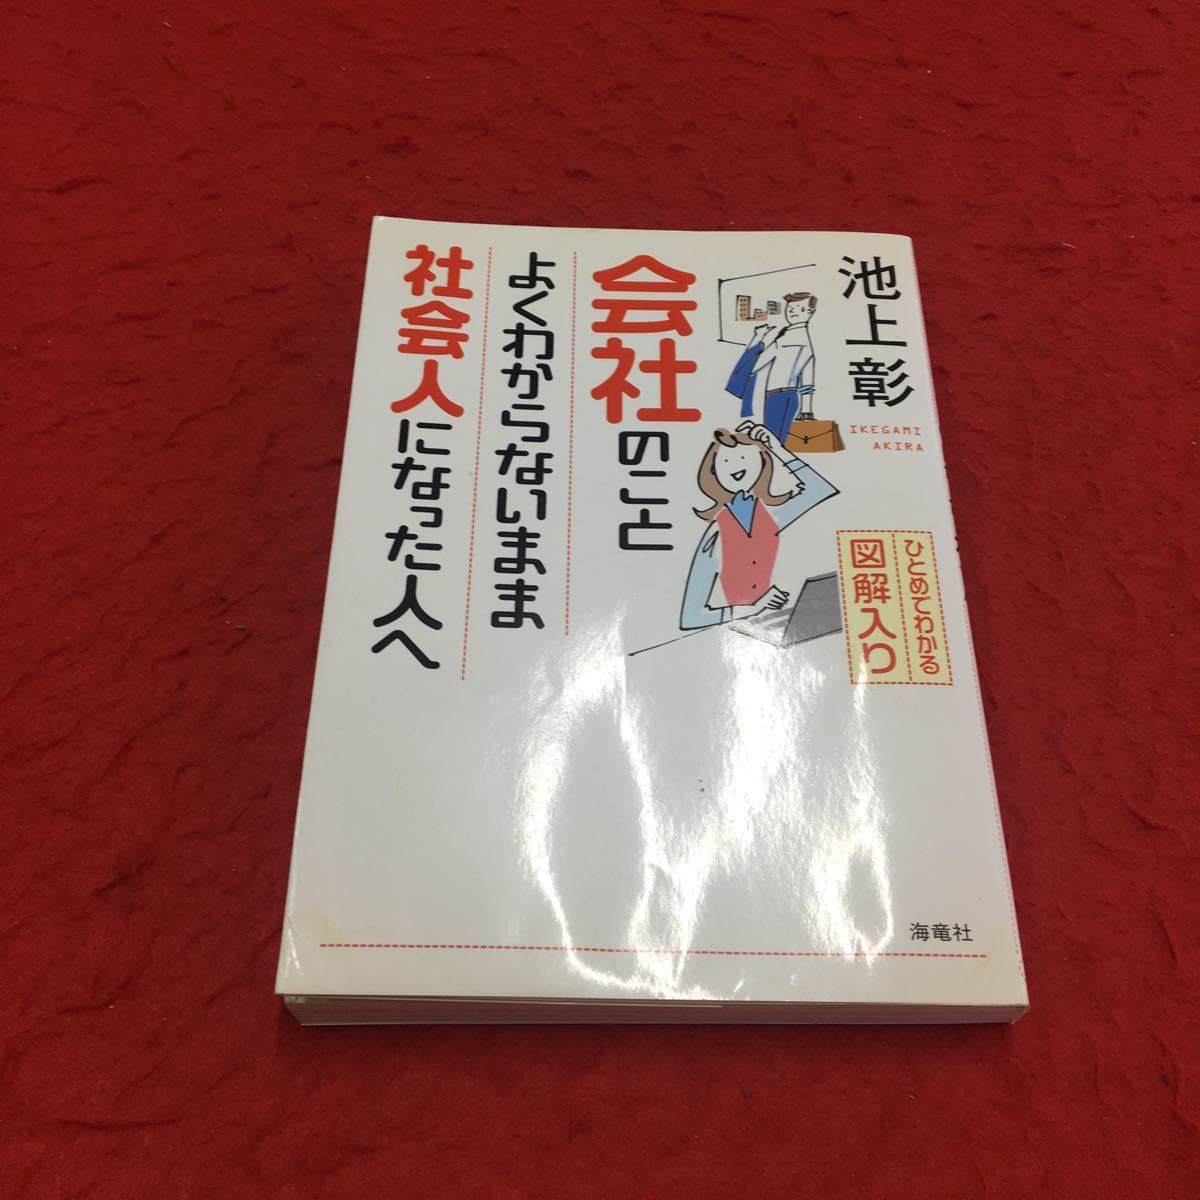 池上彰
IKEGAMI
AKIRA
ひとめでわかる
図解入り
会社のこと
よくわからないまま
社会人になった人へ
海竜社